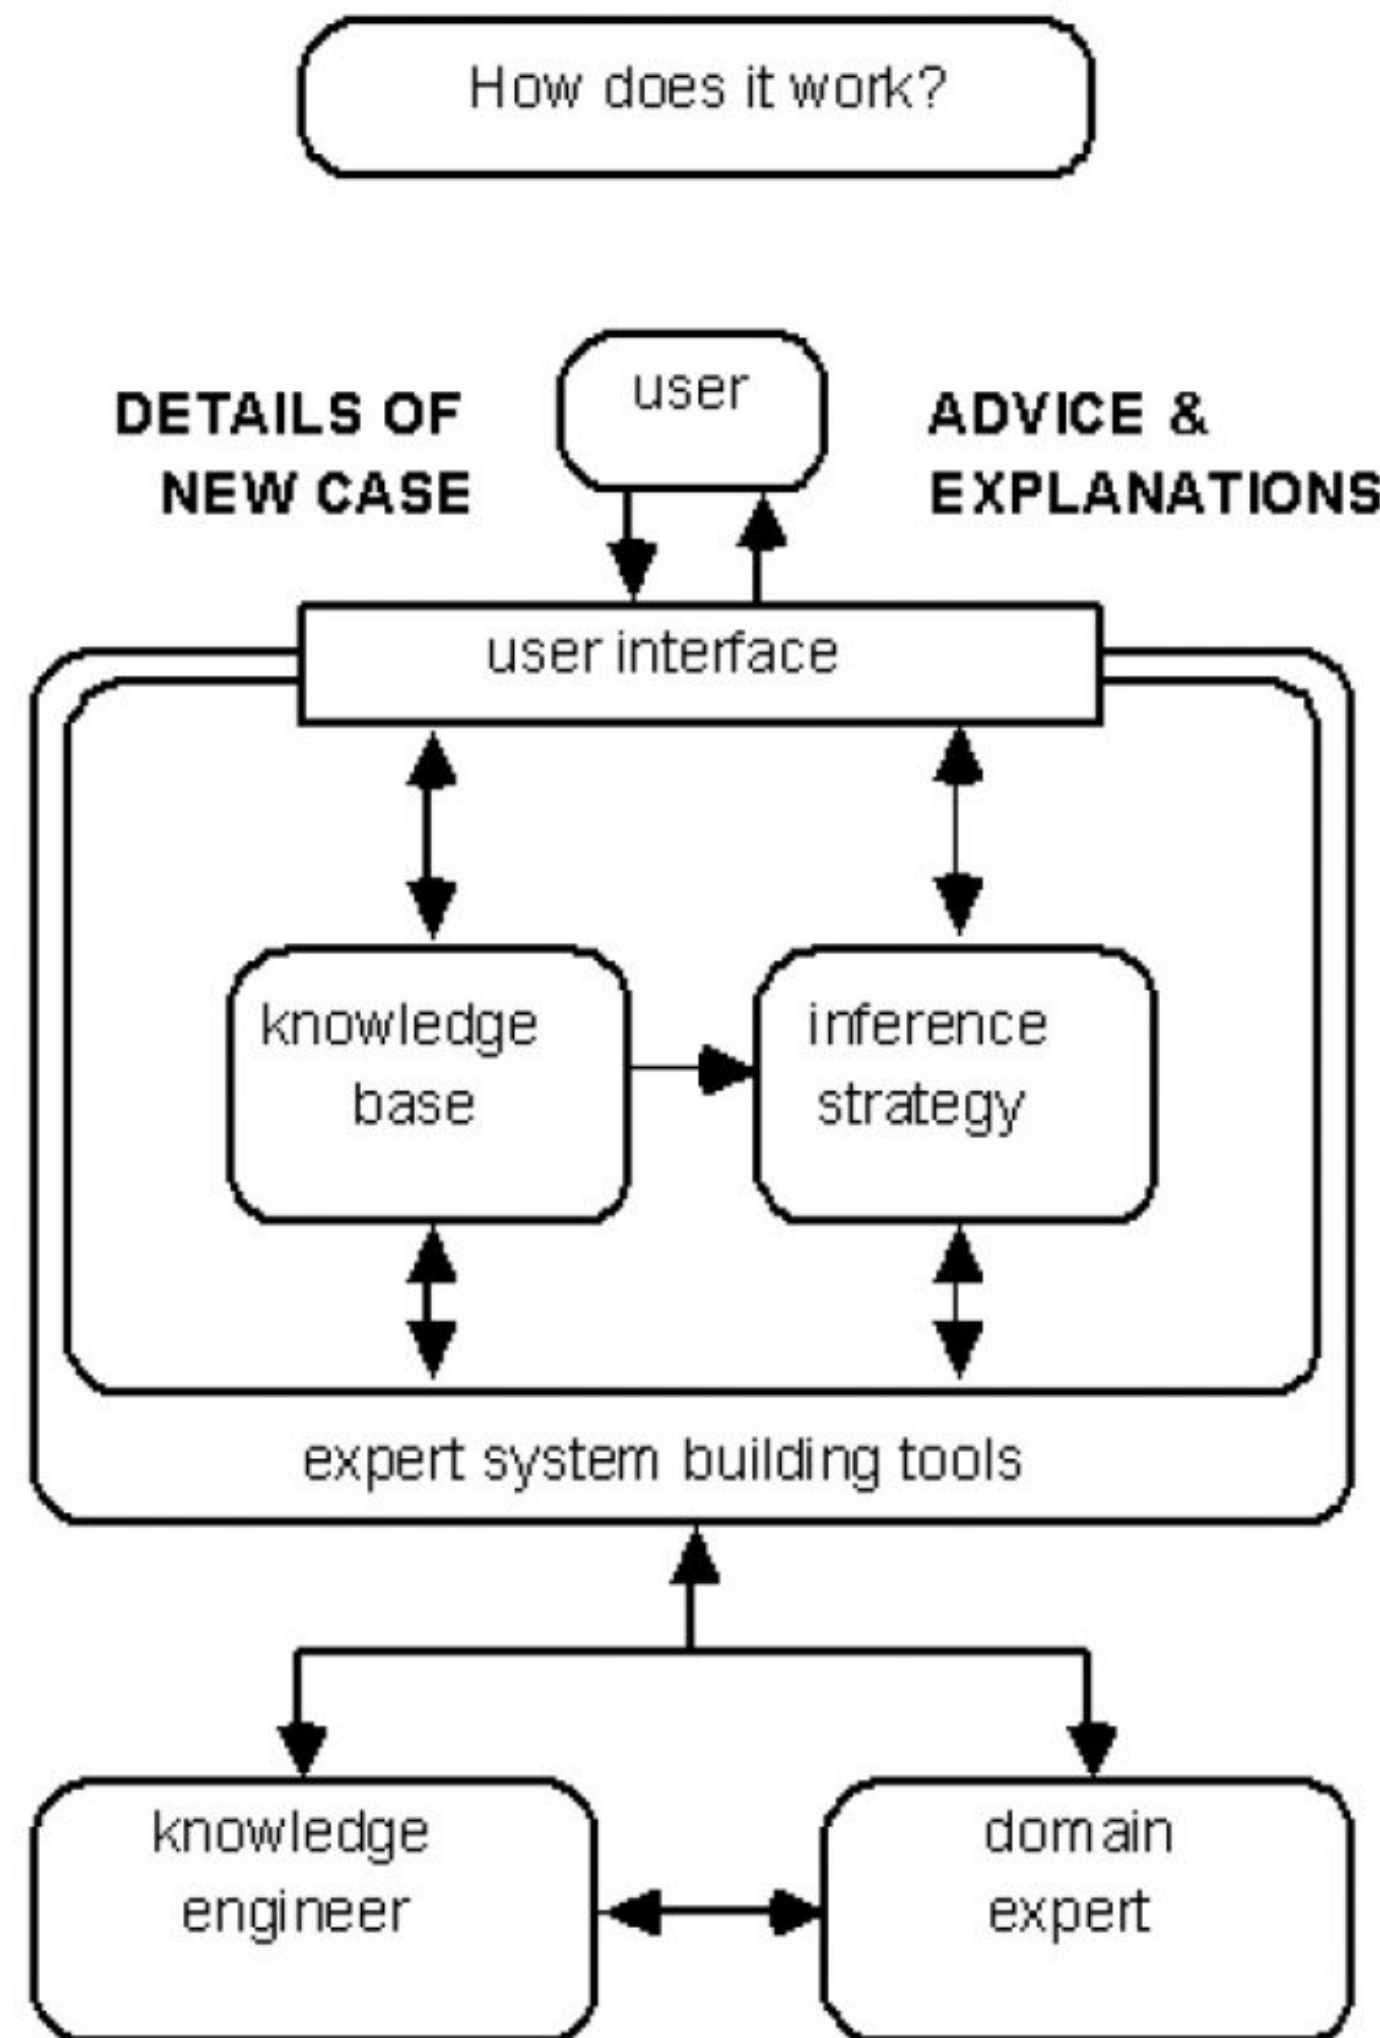 How does it work?
user
DETAILS OF
NEW CASE
ADVICE &
EXPLANATIONS
user interface
knowledge
base
inference
strategy
expert system building tools
knowledge
engineer
domain
expert